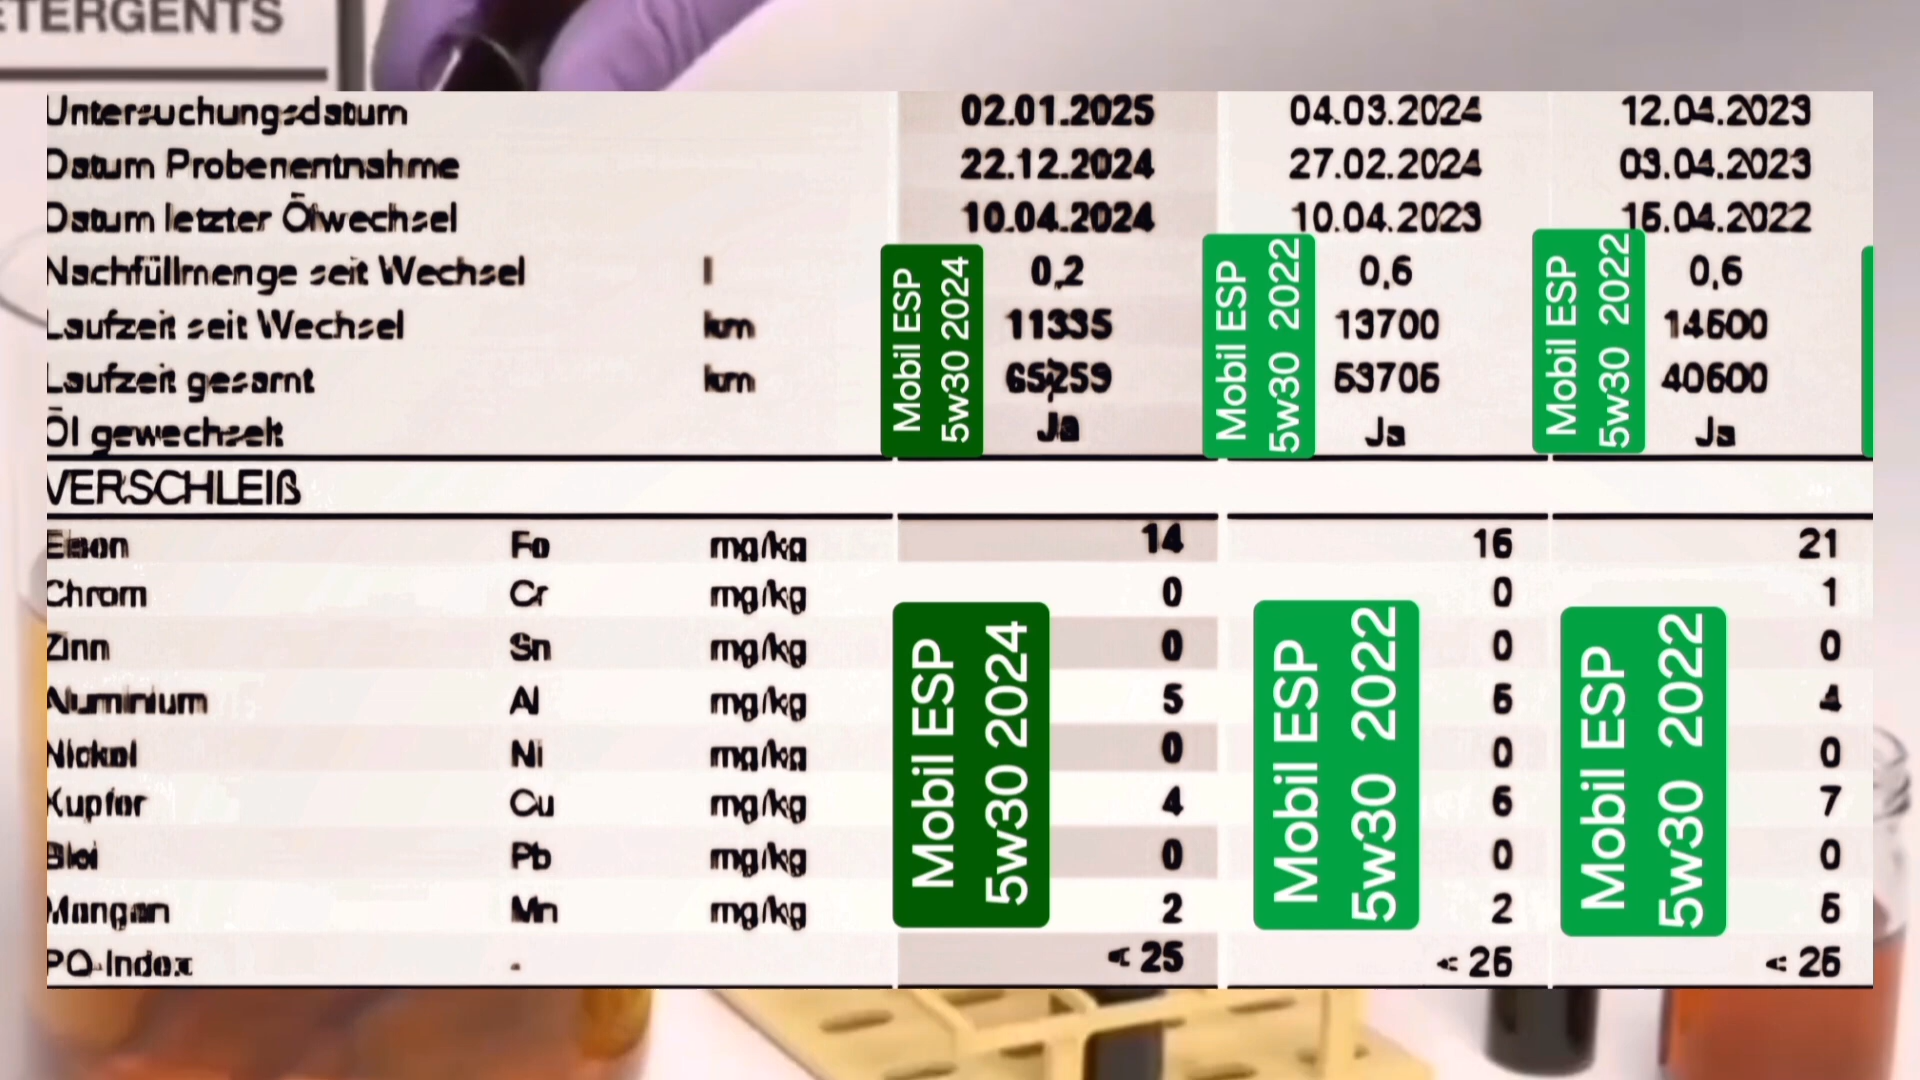 ETERGENTS
Untersuchungsdatum 02.01.2025 04.03.2024 12.04.2023
Datum Probenentnahme 22.12.2024 27.02.2024 03.04.2023
Datum letzter Ölwechsel 10.04.2024 10.04.2023 15.04.2022
Nachfüllmenge seit Wechsel l 0,2 0,6 0,6
Laufzeit seit Wechsel km 11335 13700 14600
Laufzeit gesamt km 65259 53706 40600
Öl gewechselt Ja Ja Ja
Mobil ESP
5w30 2024
Mobil ESP
5w30 2022
Mobil ESP
5w30 2022
VERSCHLEIß
Eisen Fe mg/kg 14 16 21
Chrom Cr mg/kg 0 0 1
Zinn Sn mg/kg 0 0 0
Aluminium Al mg/kg 5 4
Nickel Ni mg/kg 0 0 0
Kupfer Cu mg/kg 4 6 7
Blei Pb mg/kg 0 0 0
Mangan Mn mg/kg 2 2
PQ-Index - < 25 < 25 < 25
Mobil ESP
5w30 2024
Mobil ESP
5w30 2022
Mobil ESP
5w30 2022